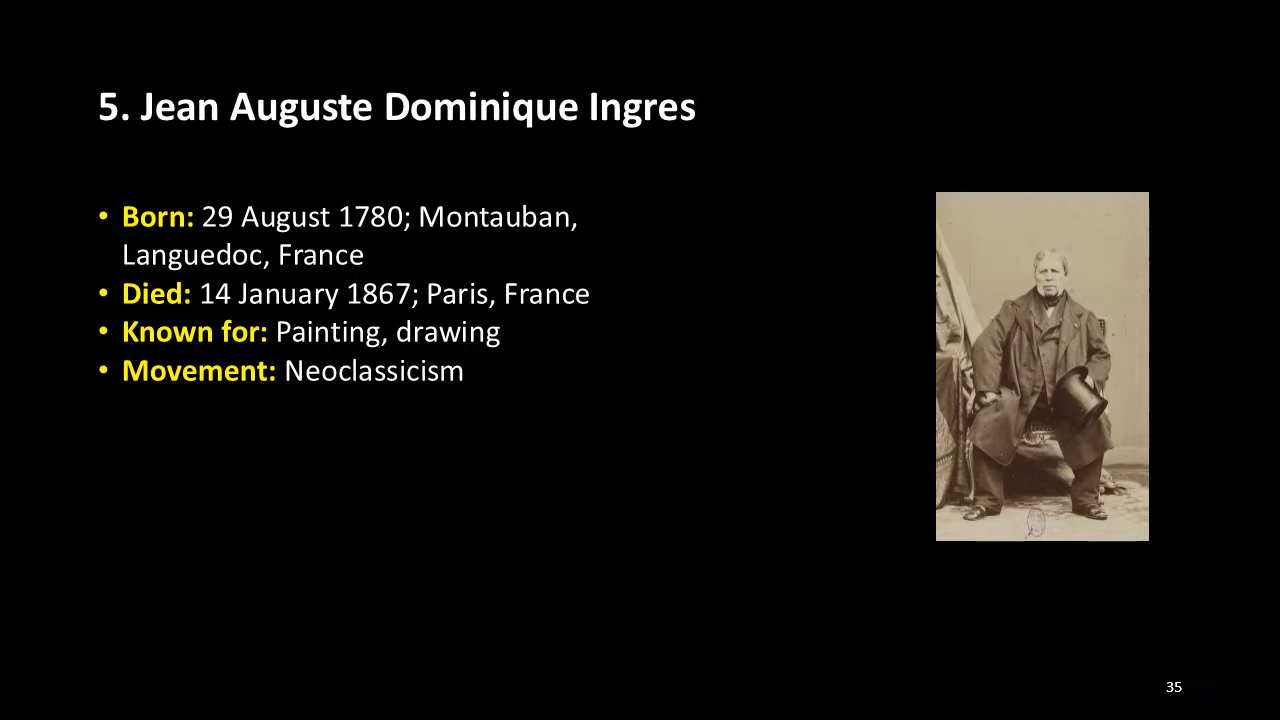 5. Jean Auguste Dominique Ingres
• Born: 29 August 1780; Montauban,
Languedoc, France
• Died: 14 January 1867; Paris, France
• Known for: Painting, drawing
• Movement: Neoclassicism
35